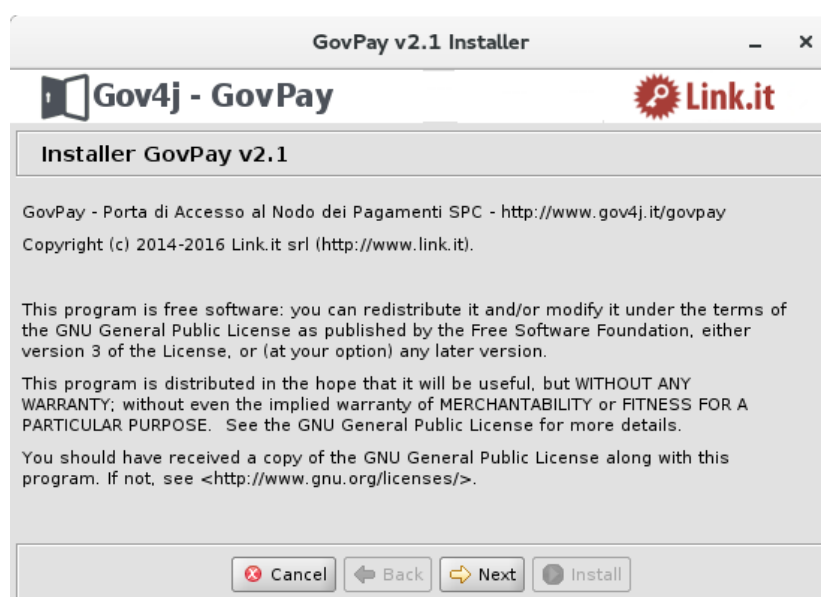 GovPay v2.1 Installer
Gov4j - GovPay
Link.it
Installer GovPay v2.1
GovPay - Porta di Accesso al Nodo dei Pagamenti SPC - http://www.gov4j.it/govpay
Copyright (c) 2014-2016 Link.it srl (http://www.link.it).
This program is free software: you can redistribute it and/or modify it under the terms of
the GNU General Public License as published by the Free Software Foundation, either
version 3 of the License, or (at your option) any later version.
This program is distributed in the hope that it will be useful, but WITHOUT ANY
WARRANTY; without even the implied warranty of MERCHANTABILITY or FITNESS FOR A
PARTICULAR PURPOSE.  See the GNU General Public License for more details.
You should have received a copy of the GNU General Public License along with this
program. If not, see <http://www.gnu.org/licenses/>.
Cancel Back Next Install